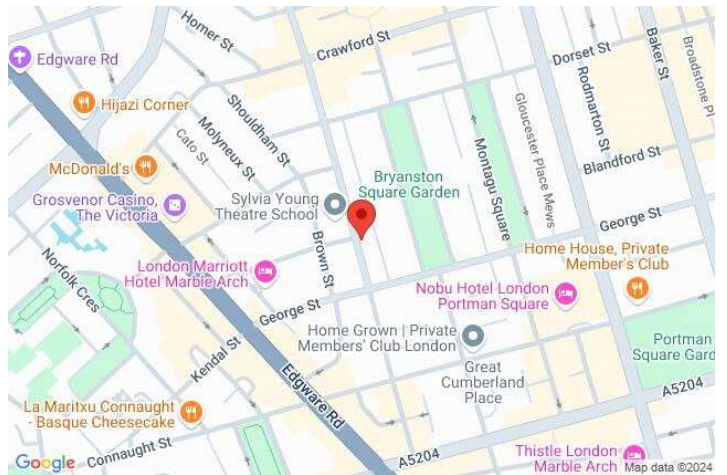 Homer St
Crawford St
Dorset St
Baker St
Broadstone Pl
Edgware Rd
Hijazi Corner
Shouldham St
Molyneux St
Cato St
McDonald's
Grosvenor Casino,
The Victoria
Sylvia Young
Theatre School
Bryanston
Square Garden
Montagu Square
Gloucester Place Mews
Rodmarton St
Blandford St
George St
Home House, Private
Member's Club
Norfolk Cres
London Marriott
Hotel Marble Arch
Brown St
George St
Nobu Hotel London
Portman Square
Home Grown | Private
Members' Club London
Portman
Square Gard
Kendal St
Edgware Rd
Great
Cumberland
Place
A5204
La Maritxu Connaught
- Basque Cheesecake
Connaught St
A5204
Thistle London
Marble Arch
Google
Map data ©2024